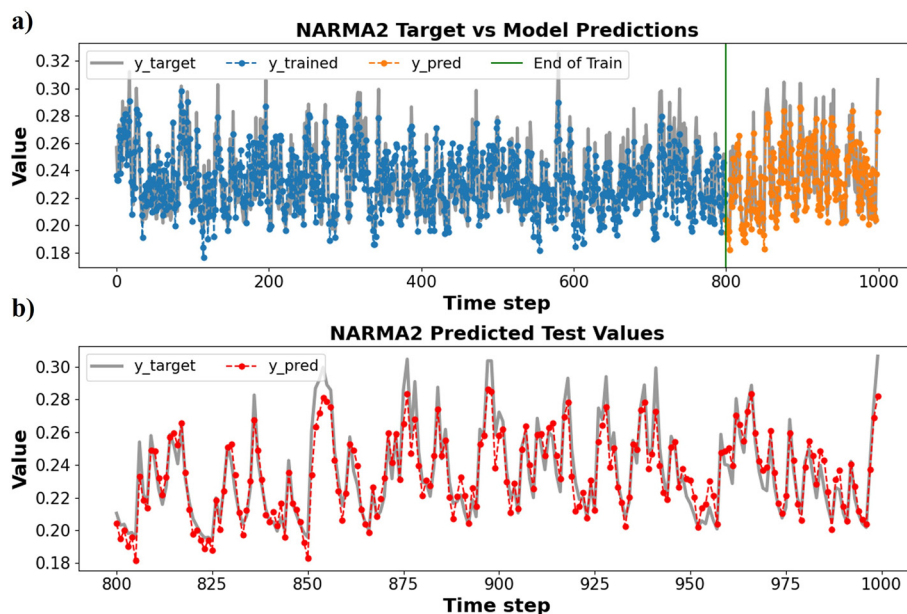 a)
NARMA2 Target vs Model Predictions
y_target y_trained y_pred End of Train
Value
0.32
0.30
0.28
0.26
0.24
0.22
0.20
0.18
0 200 400 600 800 1000
Time step
b)
NARMA2 Predicted Test Values
y_target y_pred
Value
0.30
0.28
0.26
0.24
0.22
0.20
0.18
800 825 850 875 900 925 950 975 1000
Time step